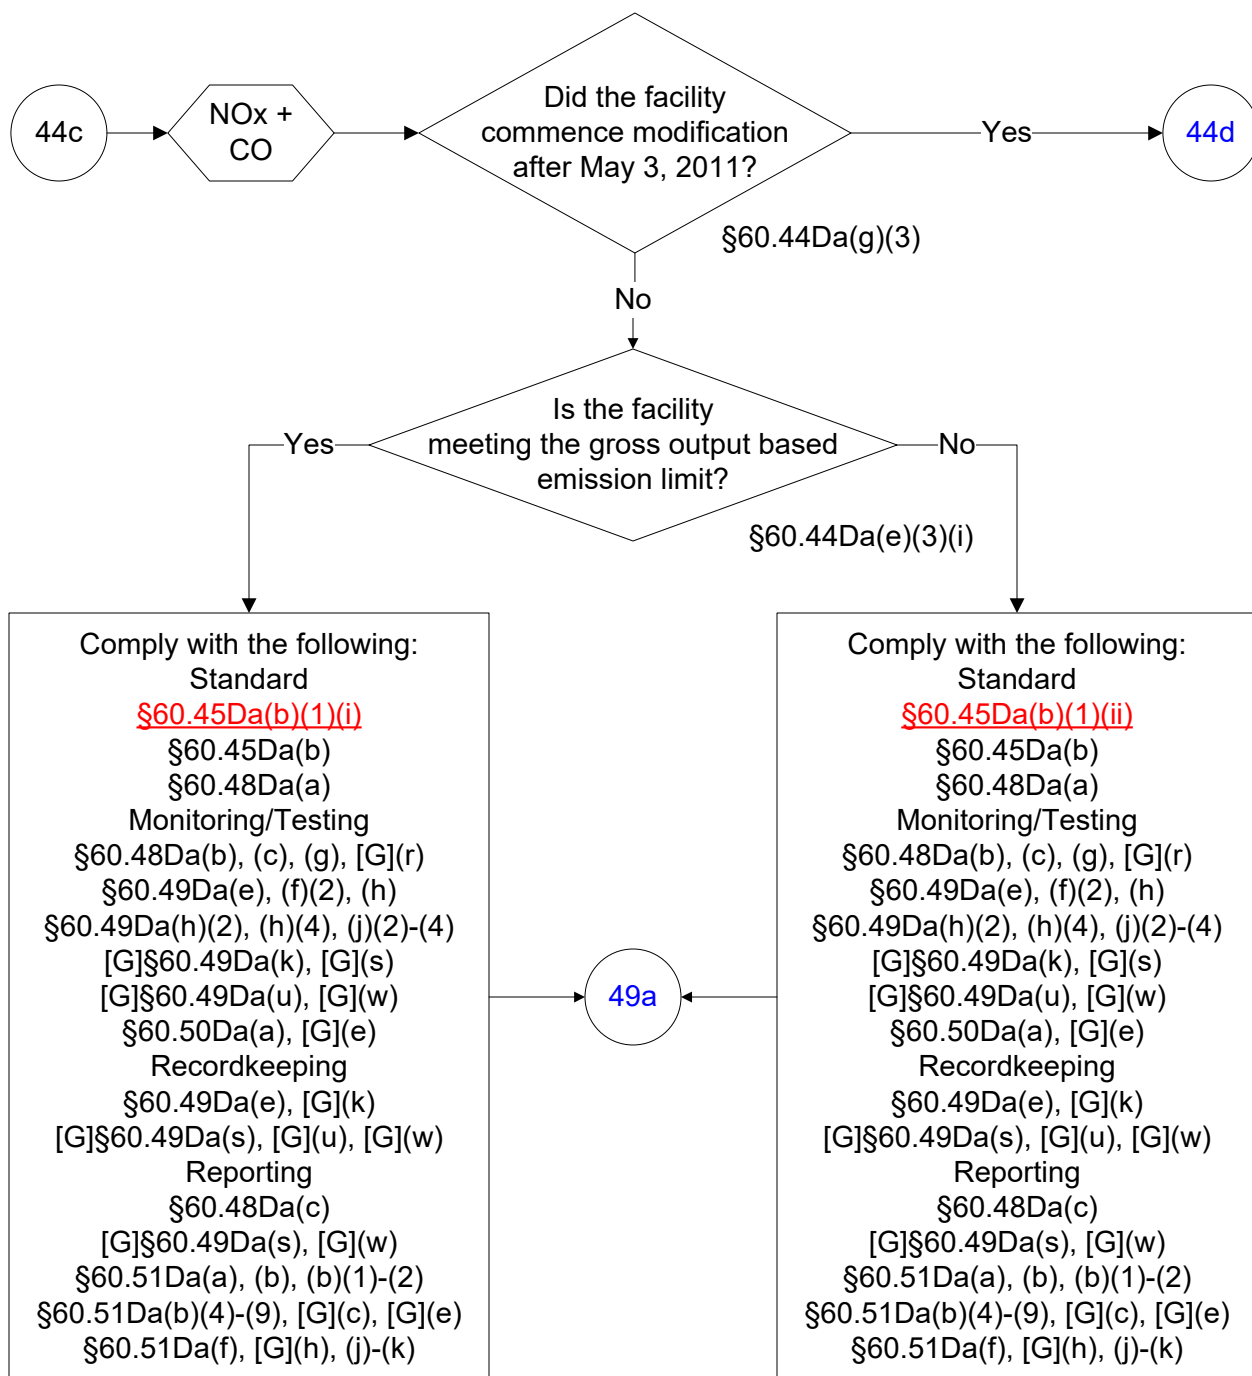 44c
NOx +
CO
Did the facility
commence modification
after May 3, 2011?
Yes
44d
§60.44Da(g)(3)
No
Is the facility
meeting the gross output based
emission limit?
Yes
No
§60.44Da(e)(3)(i)
Comply with the following:
Standard
§60.45Da(b)(1)(i)
§60.45Da(b)
§60.48Da(a)
Monitoring/Testing
§60.48Da(b), (c), (g), [G](r)
§60.49Da(e), (f)(2), (h)
§60.49Da(h)(2), (h)(4), (j)(2)-(4)
[G]§60.49Da(k), [G](s)
[G]§60.49Da(u), [G](w)
§60.50Da(a), [G](e)
Recordkeeping
§60.49Da(e), [G](k)
[G]§60.49Da(s), [G](u), [G](w)
Reporting
§60.48Da(c)
[G]§60.49Da(s), [G](w)
§60.51Da(a), (b), (b)(1)-(2)
§60.51Da(b)(4)-(9), [G](c), [G](e)
§60.51Da(f), [G](h), (j)-(k)
49a
Comply with the following:
Standard
§60.45Da(b)(1)(ii)
§60.45Da(b)
§60.48Da(a)
Monitoring/Testing
§60.48Da(b), (c), (g), [G](r)
§60.49Da(e), (f)(2), (h)
§60.49Da(h)(2), (h)(4), (j)(2)-(4)
[G]§60.49Da(k), [G](s)
[G]§60.49Da(u), [G](w)
§60.50Da(a), [G](e)
Recordkeeping
§60.49Da(e), [G](k)
[G]§60.49Da(s), [G](u), [G](w)
Reporting
§60.48Da(c)
[G]§60.49Da(s), [G](w)
§60.51Da(a), (b), (b)(1)-(2)
§60.51Da(b)(4)-(9), [G](c), [G](e)
§60.51Da(f), [G](h), (j)-(k)